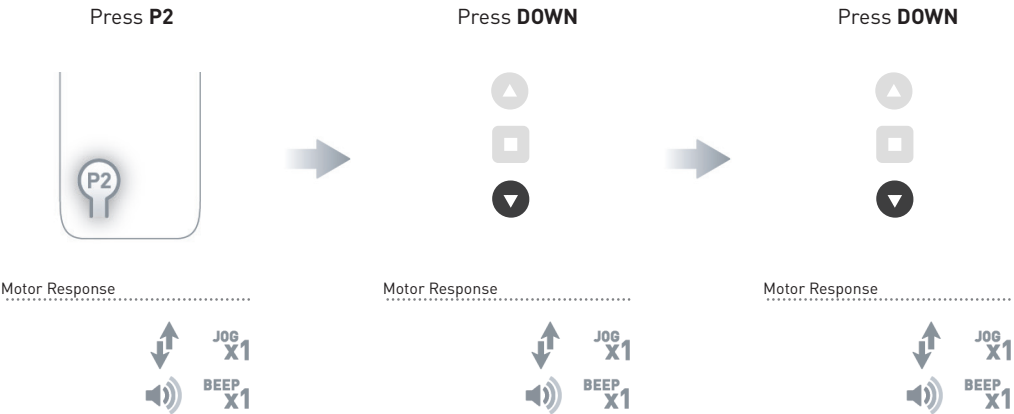 Press P2
Press DOWN
Press DOWN
P2
Motor Response
Motor Response
Motor Response
JOG
X1
JOG
X1
JOG
X1
BEEP
X1
BEEP
X1
BEEP
X1